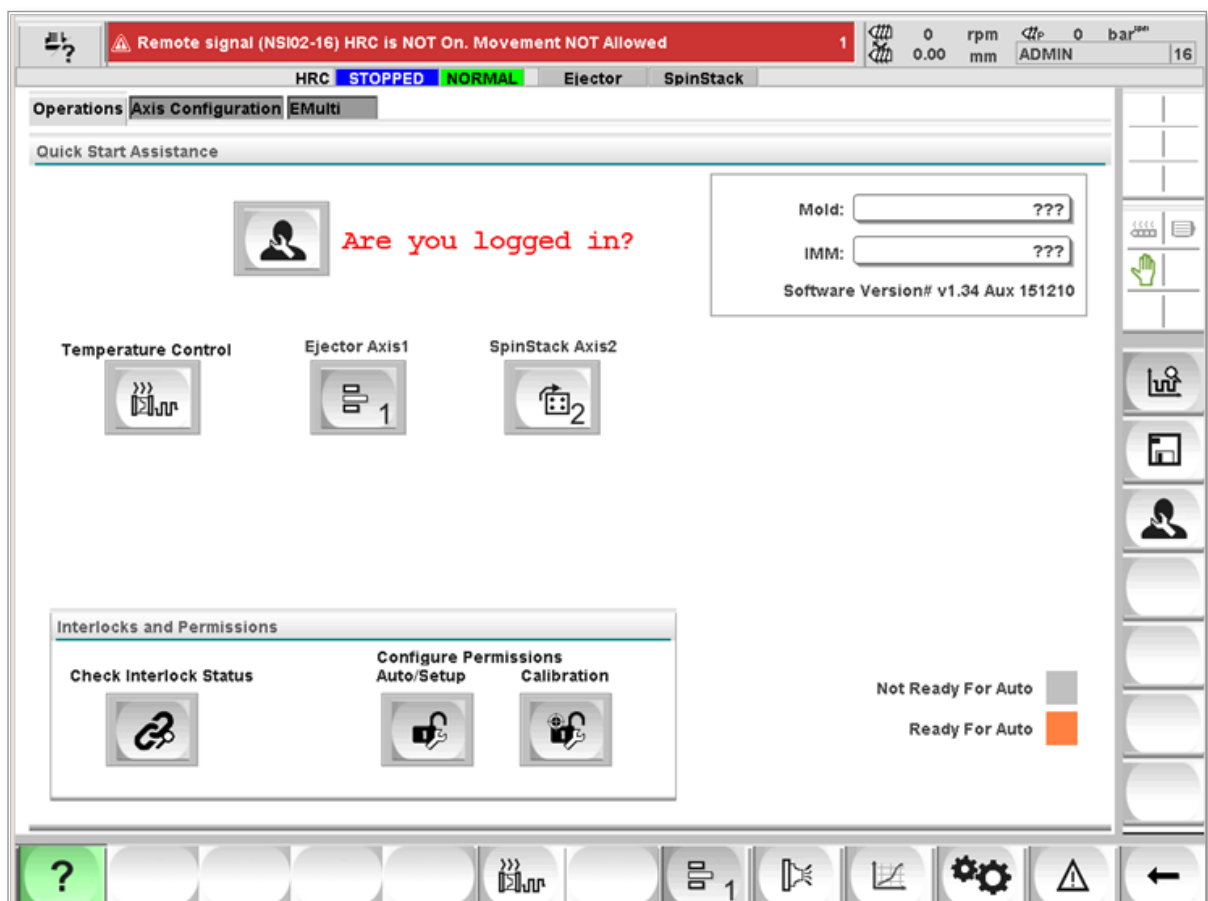 Remote signal (NSI02-16) HRC is NOT On. Movement NOT Allowed 1
0 rpm 0 bar
0.00 mm ADMIN 16
HRC STOPPED NORMAL Ejector SpinStack
Operations Axis Configuration EMulti
Quick Start Assistance
Are you logged in?
Mold: ???
IMM: ???
Software Version# v1.34 Aux 151210
Temperature Control Ejector Axis1 SpinStack Axis2
1 2
Interlocks and Permissions
Configure Permissions
Check Interlock Status Auto/Setup Calibration
Not Ready For Auto
Ready For Auto
? 1